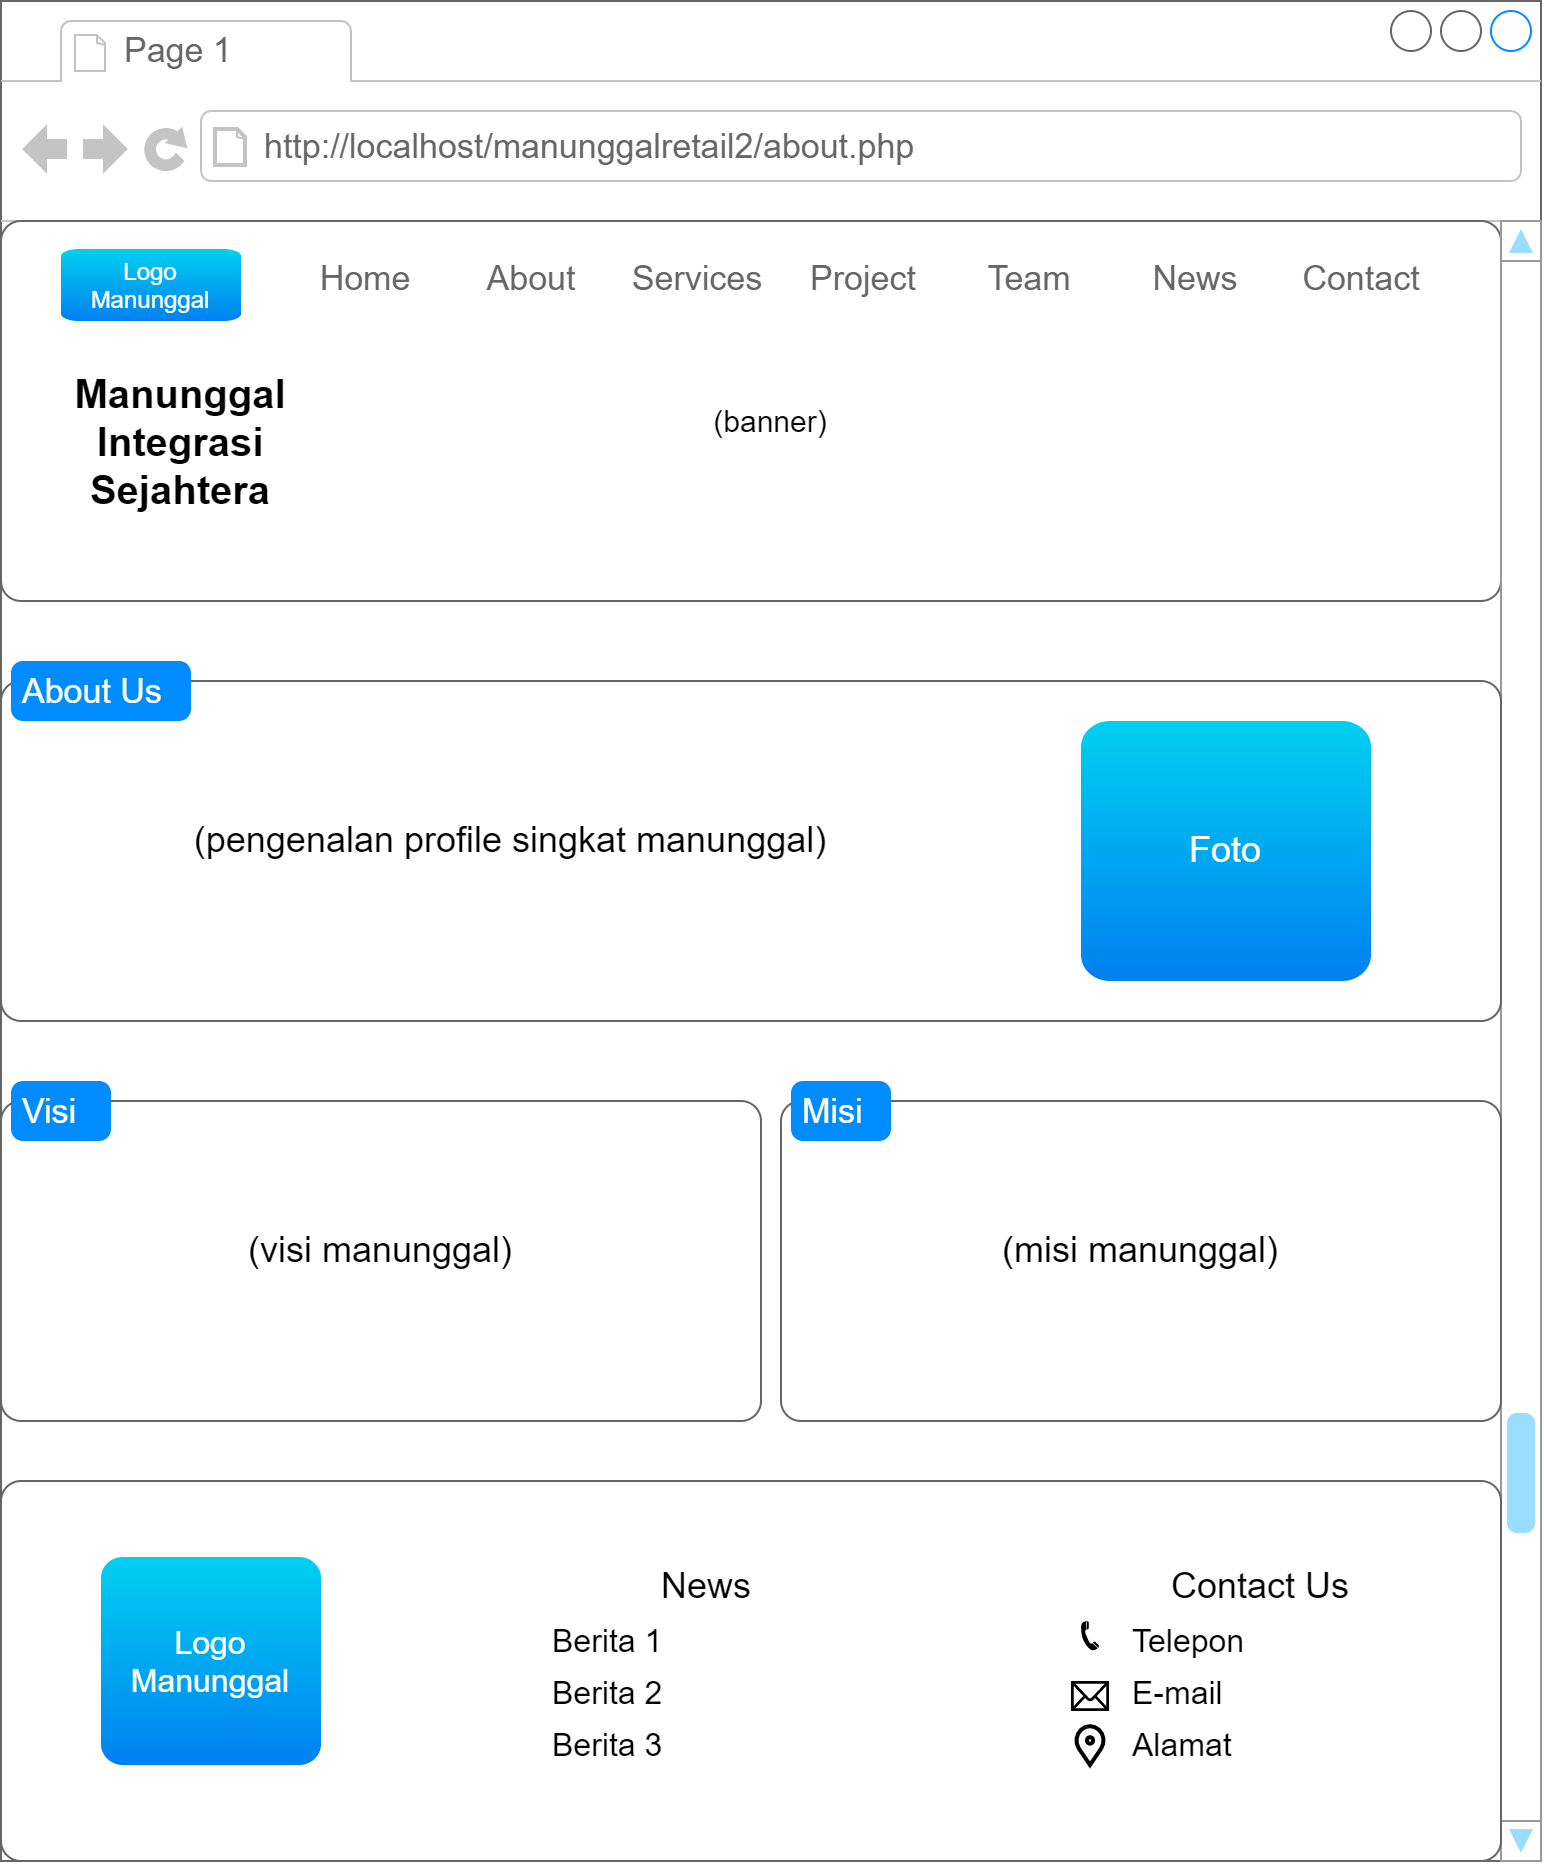 Page 1
http://localhost/manunggalretail2/about.php
Logo
Manunggal
Home About Services Project Team News Contact
Manunggal
Integrasi
Sejahtera
(banner)
About Us
(pengenalan profile singkat manunggal)
Foto
Visi
(visi manunggal)
Misi
(misi manunggal)
Logo
Manunggal
News
Berita 1
Berita 2
Berita 3
Contact Us
Telepon
E-mail
Alamat